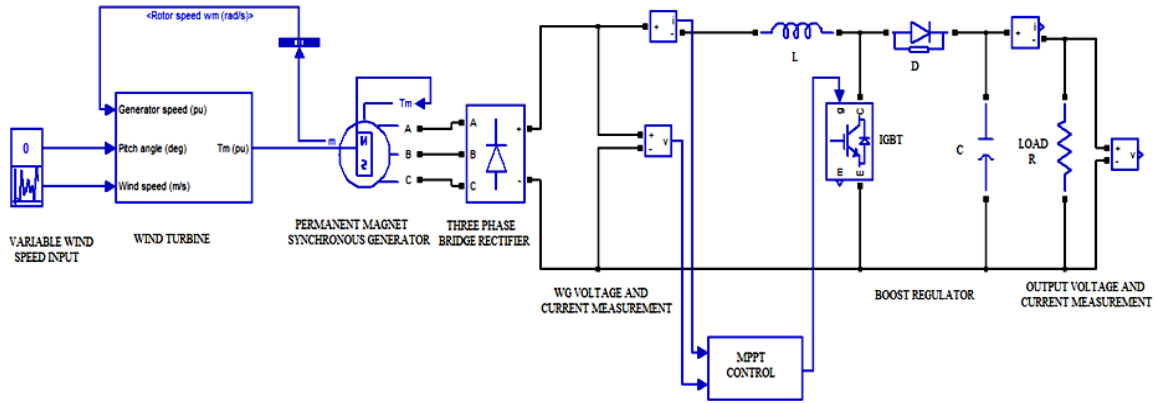 <Rotor speed wm (rad/s)>
Generator speed (pu)
Pitch angle (deg)
Wind speed (m/s)
Tm (pu)
0
m
Tm
A
B
C
N
S
A
B
C
+
-
+
-
i
+
-
v
L
D
g
C
m
E
IGBT
C
+
-
i
LOAD
R
+
-
v
VARIABLE WIND
SPEED INPUT
WIND TURBINE
PERMANENT MAGNET
SYNCHRONOUS GENERATOR
THREE PHASE
BRIDGE RECTIFIER
WG VOLTAGE AND
CURRENT MEASUREMENT
BOOST REGULATOR
OUTPUT VOLTAGE AND
CURRENT MEASUREMENT
MPPT
CONTROL